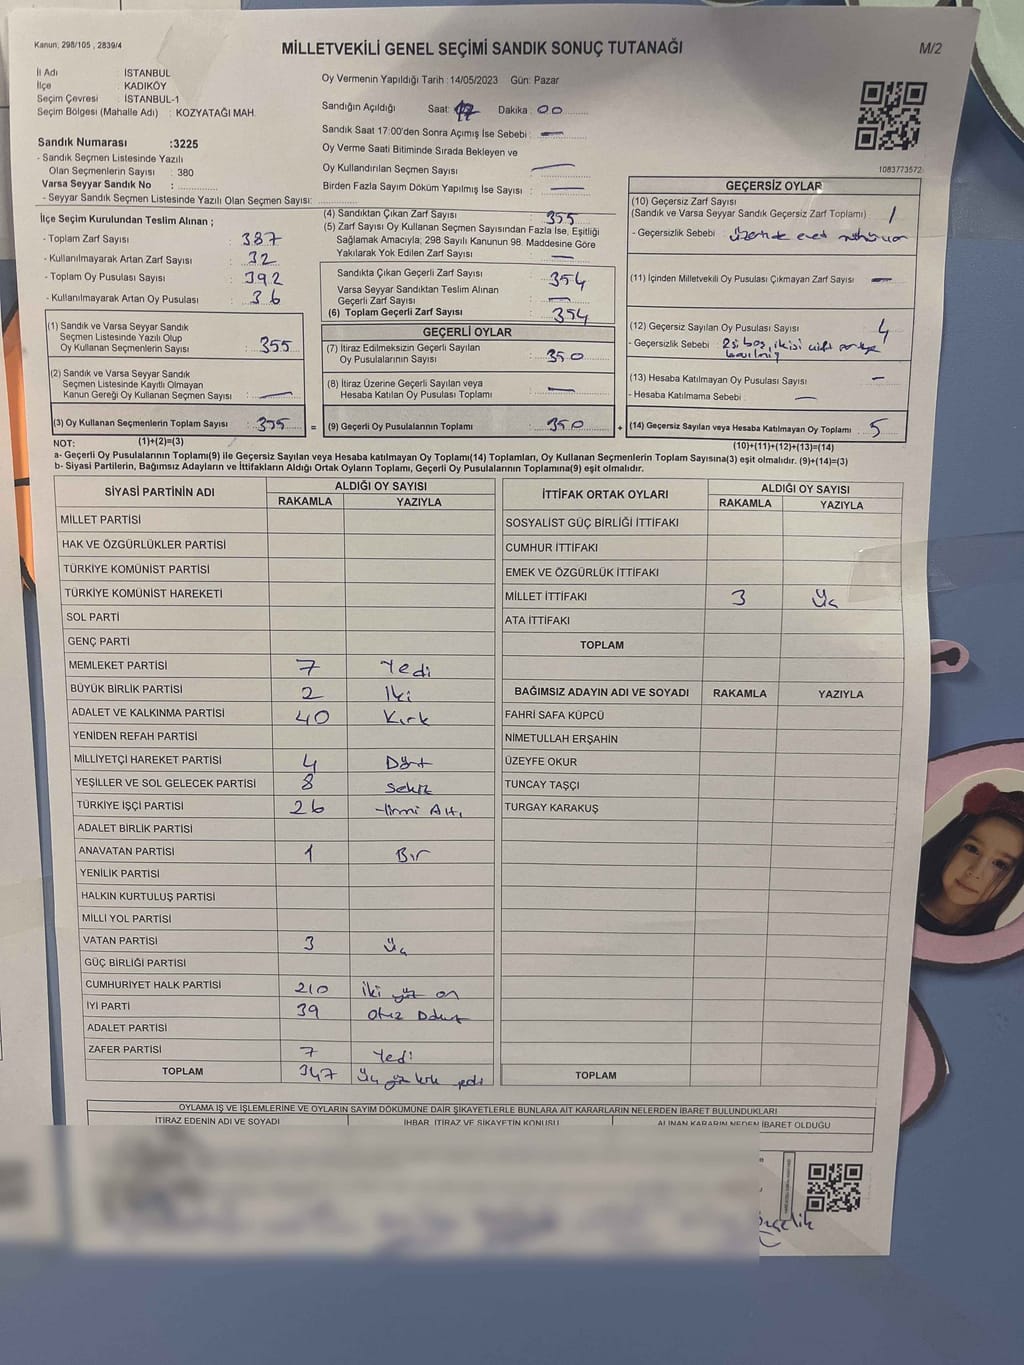 Kanun; 298/105 , 2839/4
MİLLETVEKİLİ GENEL SEÇİMİ SANDIK SONUÇ TUTANAĞI
M/2
İl Adı : İSTANBUL
İlçe : KADIKÖY
Seçim Çevresi : İSTANBUL-1
Seçim Bölgesi (Mahalle Adı) : KOZYATAĞI MAH.
Sandık Numarası :3225
- Sandık Seçmen Listesinde Yazılı
Olan Seçmenlerin Sayısı : 380
Varsa Seyyar Sandık No : ..............
- Seyyar Sandık Seçmen Listesinde Yazılı Olan Seçmen Sayısı:
Oy Vermenin Yapıldığı Tarih : 14/05/2023 Gün: Pazar
Sandığın Açıldığı Saat: 17 Dakika : 00
Sandık Saat 17:00'den Sonra Açımış İse Sebebi : —
Oy Verme Saati Bitiminde Sırada Bekleyen ve
Oy Kullandırılan Seçmen Sayısı —
Birden Fazla Sayım Döküm Yapılmış İse Sayısı : —
1083773572
İlçe Seçim Kurulundan Teslim Alınan ;
- Toplam Zarf Sayısı : 387
- Kullanılmayarak Artan Zarf Sayısı : 32
- Toplam Oy Pusulası Sayısı : 392
- Kullanılmayarak Artan Oy Pusulası : 36
(1) Sandık ve Varsa Seyyar Sandık
Seçmen Listesinde Yazılı Olup
Oy Kullanan Seçmenlerin Sayısı : 355
(2) Sandık ve Varsa Seyyar Sandık
Seçmen Listesinde Kayıtlı Olmayan
Kanun Gereği Oy Kullanan Seçmen Sayısı : —
(3) Oy Kullanan Seçmenlerin Toplam Sayısı : 355
(4) Sandıktan Çıkan Zarf Sayısı : 355
(5) Zarf Sayısı Oy Kullanan Seçmen Sayısından Fazla İse, Eşitliği
Sağlamak Amacıyla; 298 Sayılı Kanunun 98. Maddesine Göre
Yakılarak Yok Edilen Zarf Sayısı : —
Sandıkta Çıkan Geçerli Zarf Sayısı : 354
Varsa Seyyar Sandıktan Teslim Alınan
Geçerli Zarf Sayısı : —
(6) Toplam Geçerli Zarf Sayısı : 354
GEÇERLİ OYLAR
(7) İtiraz Edilmeksizin Geçerli Sayılan
Oy Pusulalarının Sayısı : 350
(8) İtiraz Üzerine Geçerli Sayılan veya
Hesaba Katılan Oy Pusulası Toplamı : —
= (9) Geçerli Oy Pusulalarının Toplamı : 350
GEÇERSİZ OYLAR
(10) Geçersiz Zarf Sayısı
(Sandık ve Varsa Seyyar Sandık Geçersiz Zarf Toplamı) 1
- Geçersizlik Sebebi : üzerinde evet mührü var
(11) İçinden Milletvekili Oy Pusulası Çıkmayan Zarf Sayısı —
(12) Geçersiz Sayılan Oy Pusulası Sayısı : 4
- Geçersizlik Sebebi : 2si boş, ikisi çift partiye
basılmış
(13) Hesaba Katılmayan Oy Pusulası Sayısı : —
- Hesaba Katılmama Sebebi : —
+ (14) Geçersiz Sayılan veya Hesaba Katılmayan Oy Toplamı : 5
NOT: (1)+(2)=(3)
(10)+(11)+(12)+(13)=(14)
a- Geçerli Oy Pusulalarının Toplamı(9) ile Geçersiz Sayılan veya Hesaba Katılmayan Oy Toplamı(14) Toplamları, Oy Kullanan Seçmenlerin Toplam Sayısına(3) eşit olmalıdır. (9)+(14)=(3)
b- Siyasi Partilerin, Bağımsız Adayların ve İttifakların Aldığı Ortak Oyların Toplamı, Geçerli Oy Pusulalarının Toplamına(9) eşit olmalıdır.
SİYASİ PARTİNİN ADI
ALDIĞI OY SAYISI
RAKAMLA YAZIYLA
MİLLET PARTİSİ
HAK VE ÖZGÜRLÜKLER PARTİSİ
TÜRKİYE KOMÜNİST PARTİSİ
TÜRKİYE KOMÜNİST HAREKETİ
SOL PARTİ
GENÇ PARTİ
MEMLEKET PARTİSİ 7 Yedi
BÜYÜK BİRLİK PARTİSİ 2 İki
ADALET VE KALKINMA PARTİSİ 40 Kırk
YENİDEN REFAH PARTİSİ
MİLLİYETÇİ HAREKET PARTİSİ 4 Dört
YEŞİLLER VE SOL GELECEK PARTİSİ 8 sekiz
TÜRKİYE İŞÇİ PARTİSİ 26 Yirmi Altı
ADALET BİRLİK PARTİSİ
ANAVATAN PARTİSİ 1 Bir
YENİLİK PARTİSİ
HALKIN KURTULUŞ PARTİSİ
MİLLİ YOL PARTİSİ
VATAN PARTİSİ 3 Üç
GÜÇ BİRLİĞİ PARTİSİ
CUMHURİYET HALK PARTİSİ 210 iki yüz on
İYİ PARTİ 39 Otuz Dokuz
ADALET PARTİSİ
ZAFER PARTİSİ 7 Yedi
TOPLAM 347 Üç yüz kırk yedi
İTTİFAK ORTAK OYLARI
ALDIĞI OY SAYISI
RAKAMLA YAZIYLA
SOSYALİST GÜÇ BİRLİĞİ İTTİFAKI
CUMHUR İTTİFAKI
EMEK VE ÖZGÜRLÜK İTTİFAKI
MİLLET İTTİFAKI 3 Üç
ATA İTTİFAKI
TOPLAM
BAĞIMSIZ ADAYIN ADI VE SOYADI RAKAMLA YAZIYLA
FAHRİ SAFA KÜPCÜ
NİMETULLAH ERŞAHİN
ÜZEYFE OKUR
TUNCAY TAŞÇI
TURGAY KARAKUŞ
TOPLAM
OYLAMA İŞ VE İŞLEMLERİNE VE OYLARIN SAYIM DÖKÜMÜNE DAİR ŞİKAYETLERLE BUNLARA AİT KARARLARIN NELERDEN İBARET BULUNDUKLARI
İTİRAZ EDENİN ADI VE SOYADI İHBAR, İTİRAZ VE ŞİKAYETİN KONUSU ALINAN KARARIN NEDEN İBARET OLDUĞU